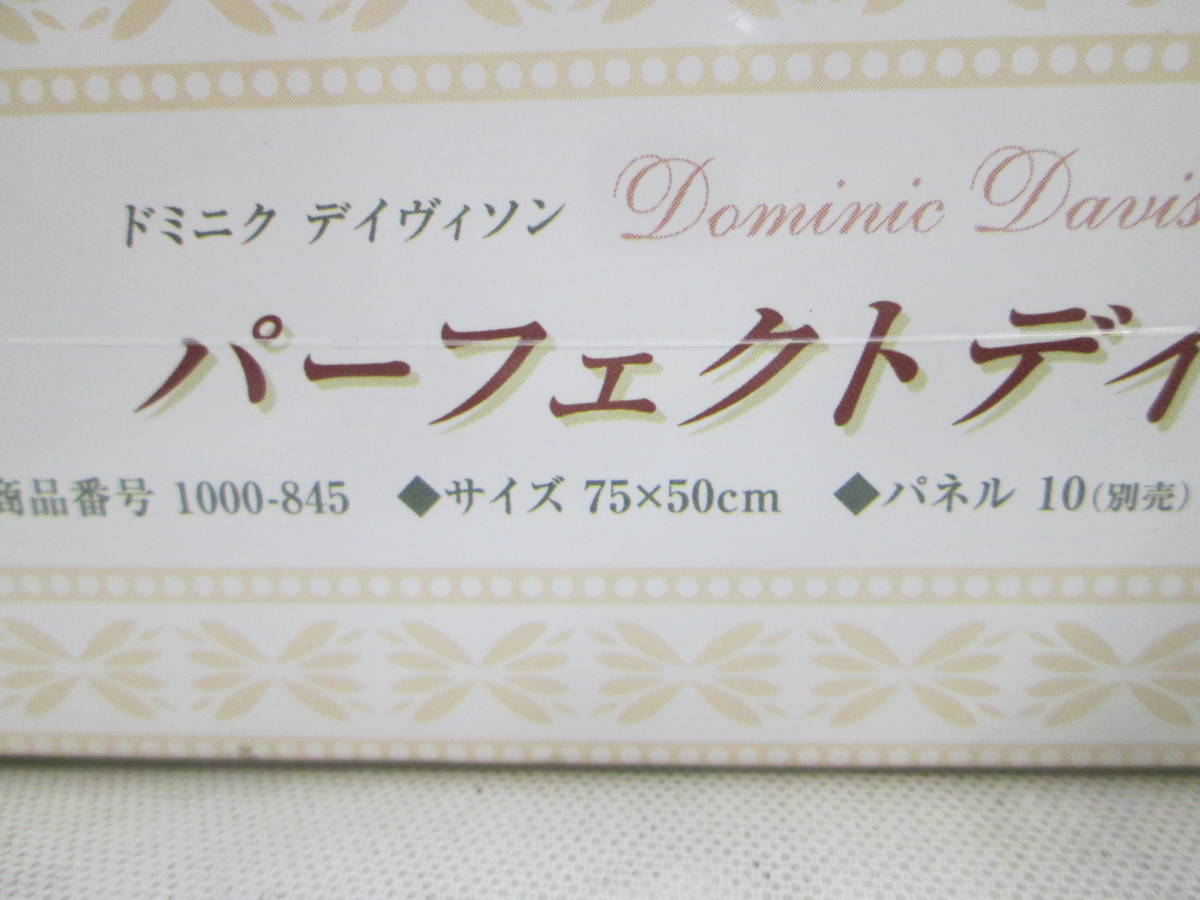 ドミニク デイヴィソン Dominic Davis
パーフェクトディ
商品番号 1000-845 ◆サイズ 75×50cm ◆パネル 10(別売)